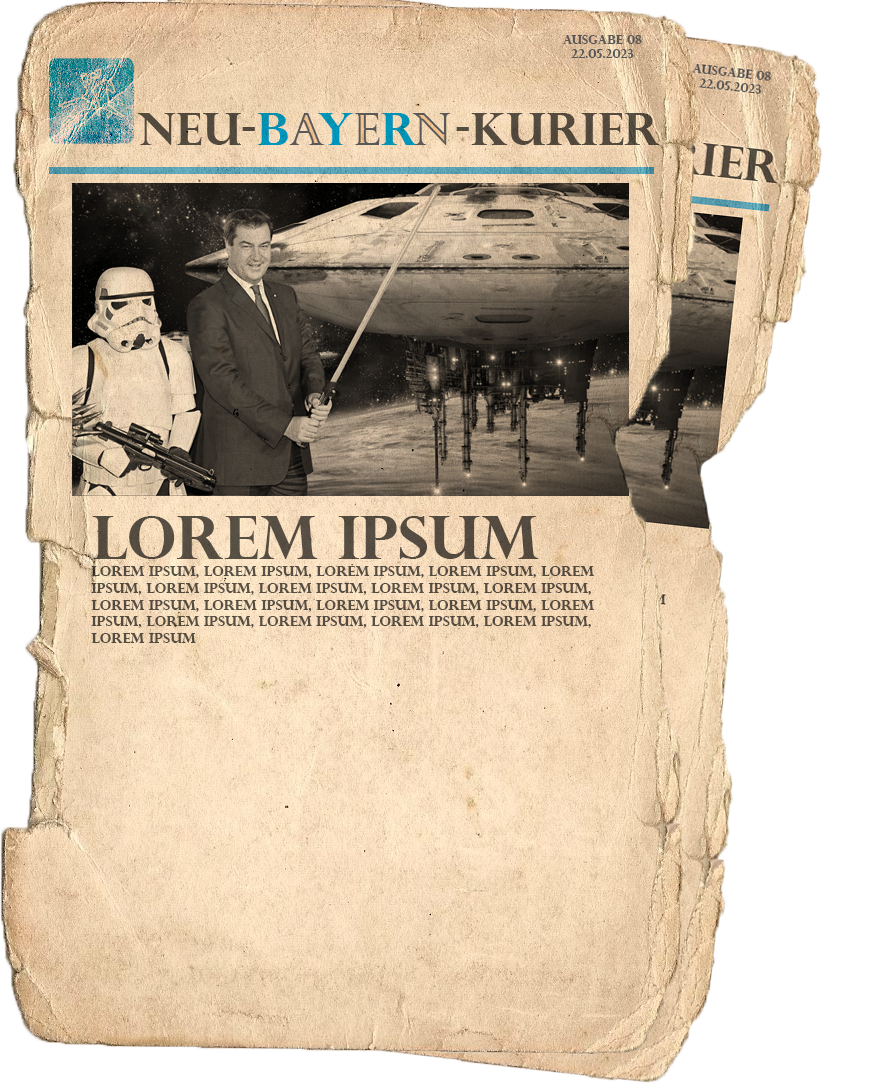 AUSGABE 08
22.05.2023
NEU-BAYERN-KURIER
LOREM IPSUM
LOREM IPSUM, LOREM IPSUM, LOREM IPSUM, LOREM IPSUM, LOREM
IPSUM, LOREM IPSUM, LOREM IPSUM, LOREM IPSUM, LOREM IPSUM,
LOREM IPSUM, LOREM IPSUM, LOREM IPSUM, LOREM IPSUM, LOREM
IPSUM, LOREM IPSUM, LOREM IPSUM, LOREM IPSUM, LOREM IPSUM,
LOREM IPSUM
AUSGABE 08
22.05.2023
RIER
M